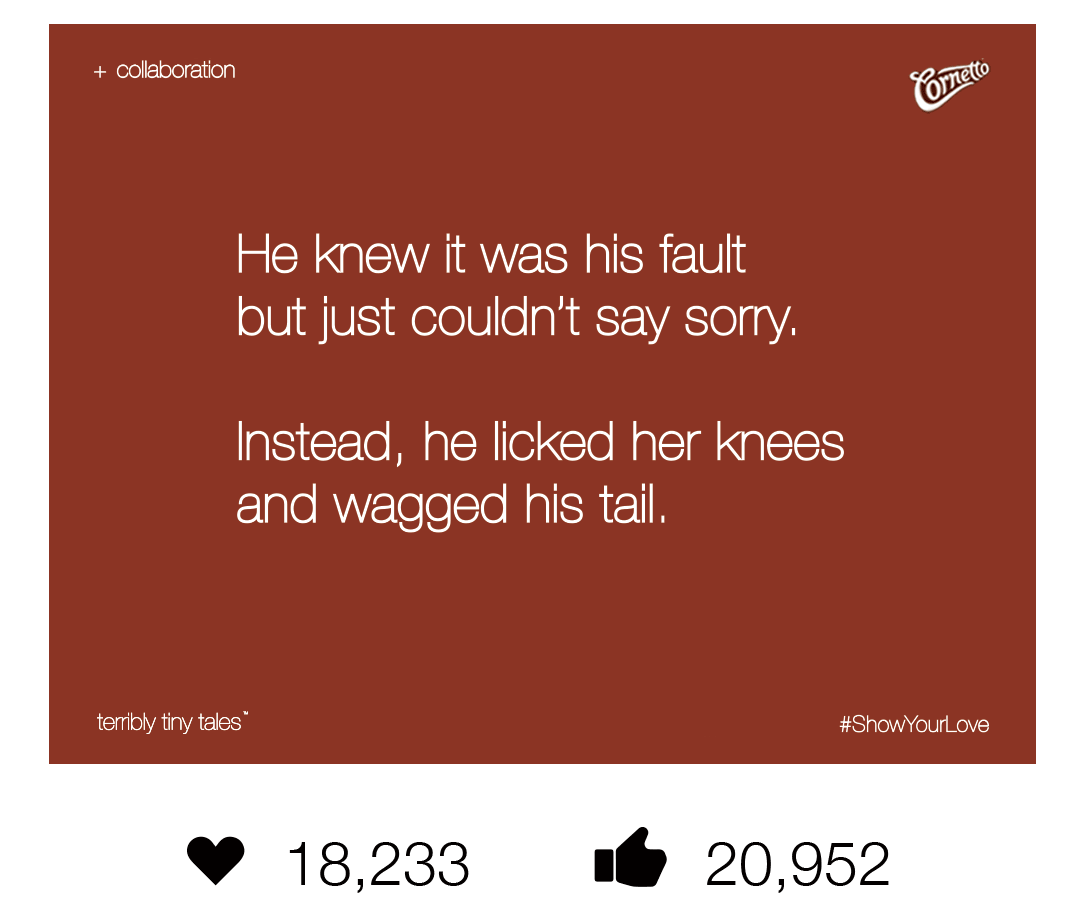 + collaboration
Cornetto
He knew it was his fault
but just couldn’t say sorry.
Instead, he licked her knees
and wagged his tail.
terribly tiny tales™
#ShowYourLove
18,233
20,952